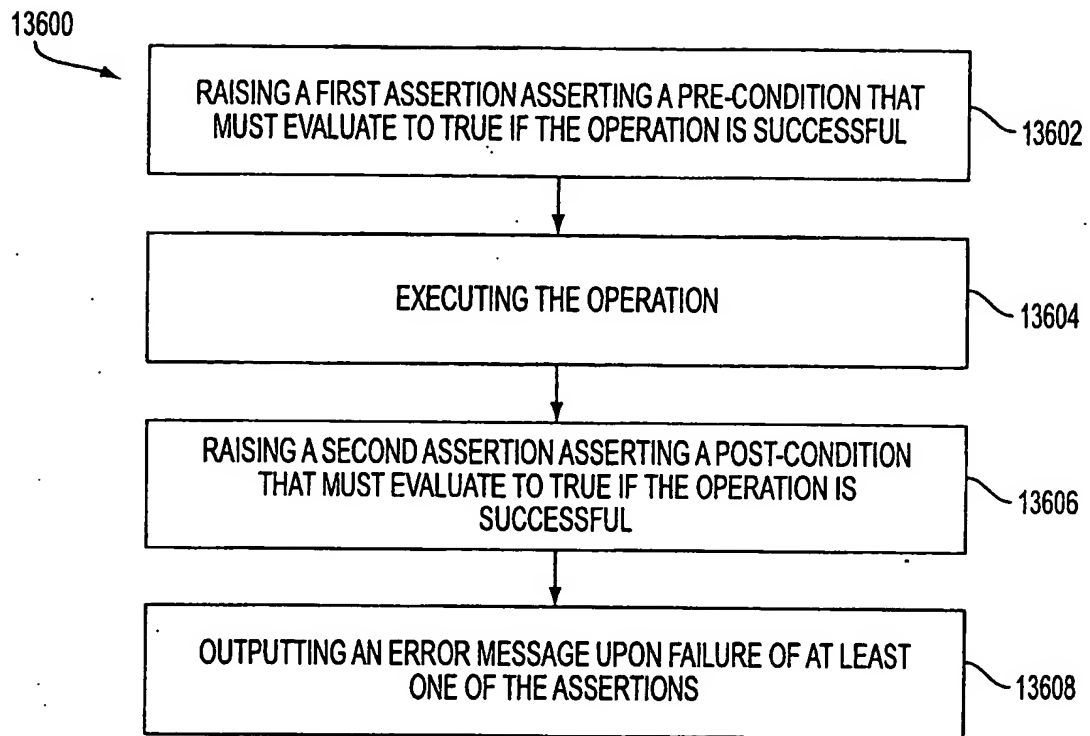 13600
RAISING A FIRST ASSERTION ASSERTING A PRE-CONDITION THAT
MUST EVALUATE TO TRUE IF THE OPERATION IS SUCCESSFUL
13602
EXECUTING THE OPERATION
13604
RAISING A SECOND ASSERTION ASSERTING A POST-CONDITION
THAT MUST EVALUATE TO TRUE IF THE OPERATION IS
SUCCESSFUL
13606
OUTPUTTING AN ERROR MESSAGE UPON FAILURE OF AT LEAST
ONE OF THE ASSERTIONS
13608